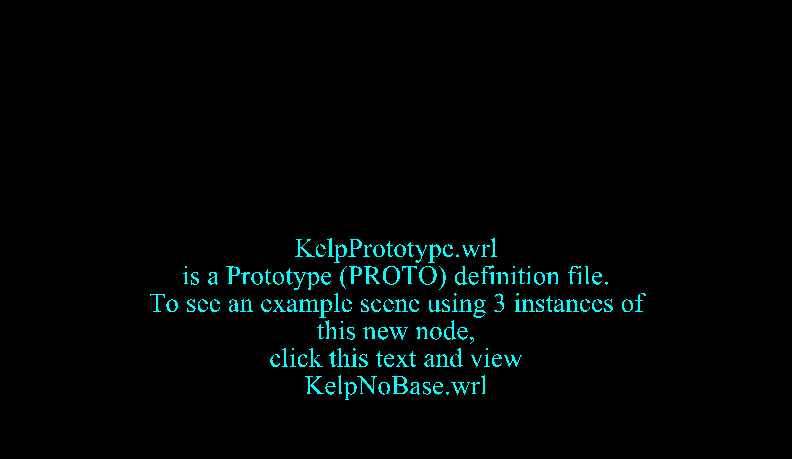 KelpPrototype.wrl
is a Prototype (PROTO) definition file.
To see an example scene using 3 instances of
this new node,
click this text and view
KelpNoBase.wrl